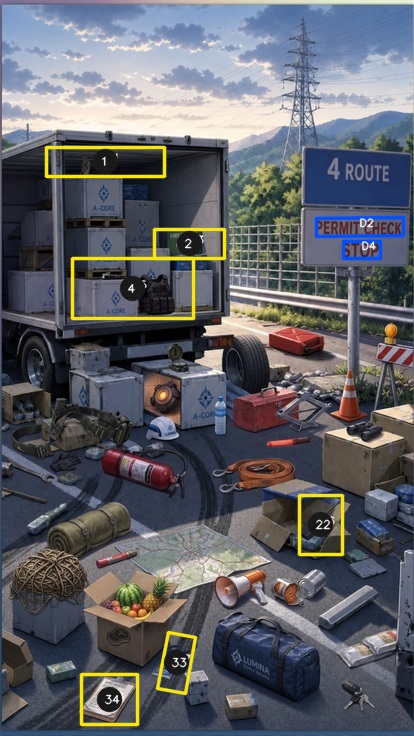 1
A-CORE
4 ROUTE
D2
PERMIT CHECK
D4
STOP
2
A-CORE
4
A-CORE
A-CORE
22
33
LUMINA
34